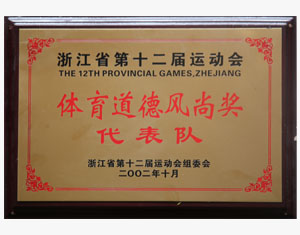 浙江省第十二届运动会
THE 12TH PROVINCIAL GAMES,ZHEJIANG
体育道德风尚奖
代表队
浙江省第十二届运动会组委会
二00二年十月